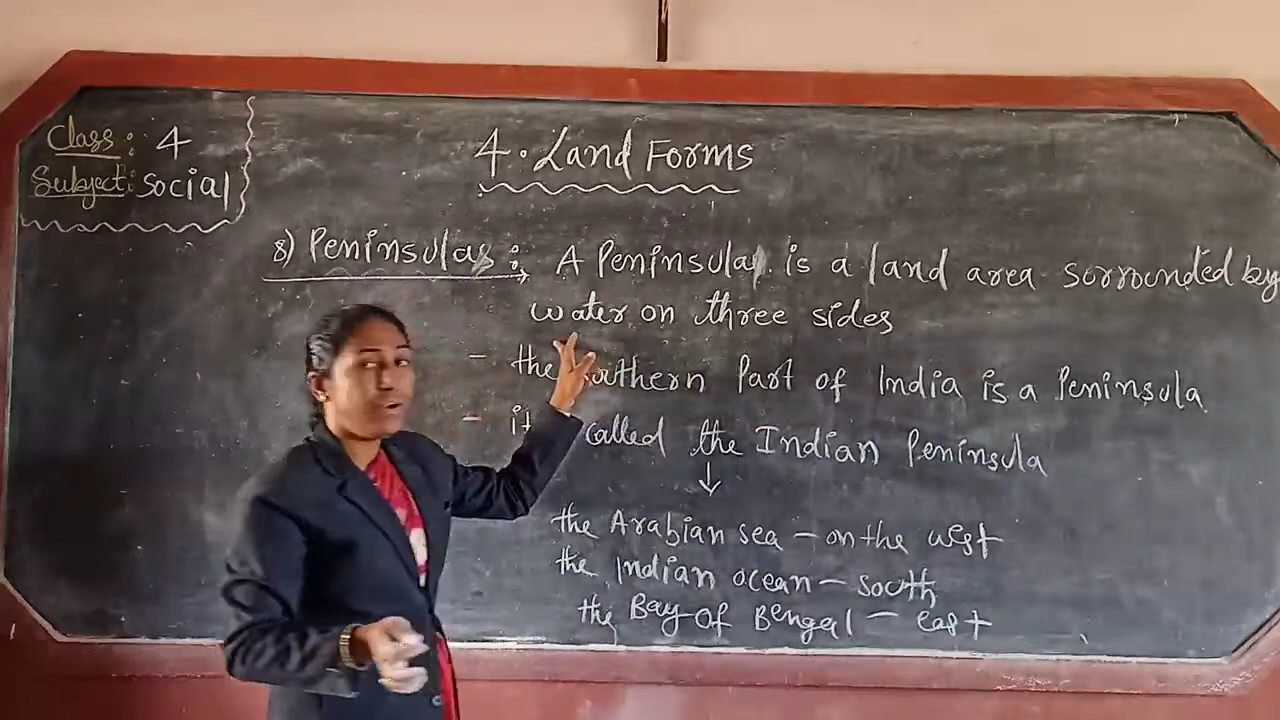 Class: 4
Subject: Social
4. Land Forms
8) Peninsulas: A Peninsula is a land area surrounded by
water on three sides
- the Southern Part of India is a Peninsula.
- it called the Indian Peninsula
↓
the Arabian sea - on the west
the Indian ocean - south
the Bay of Bengal - east